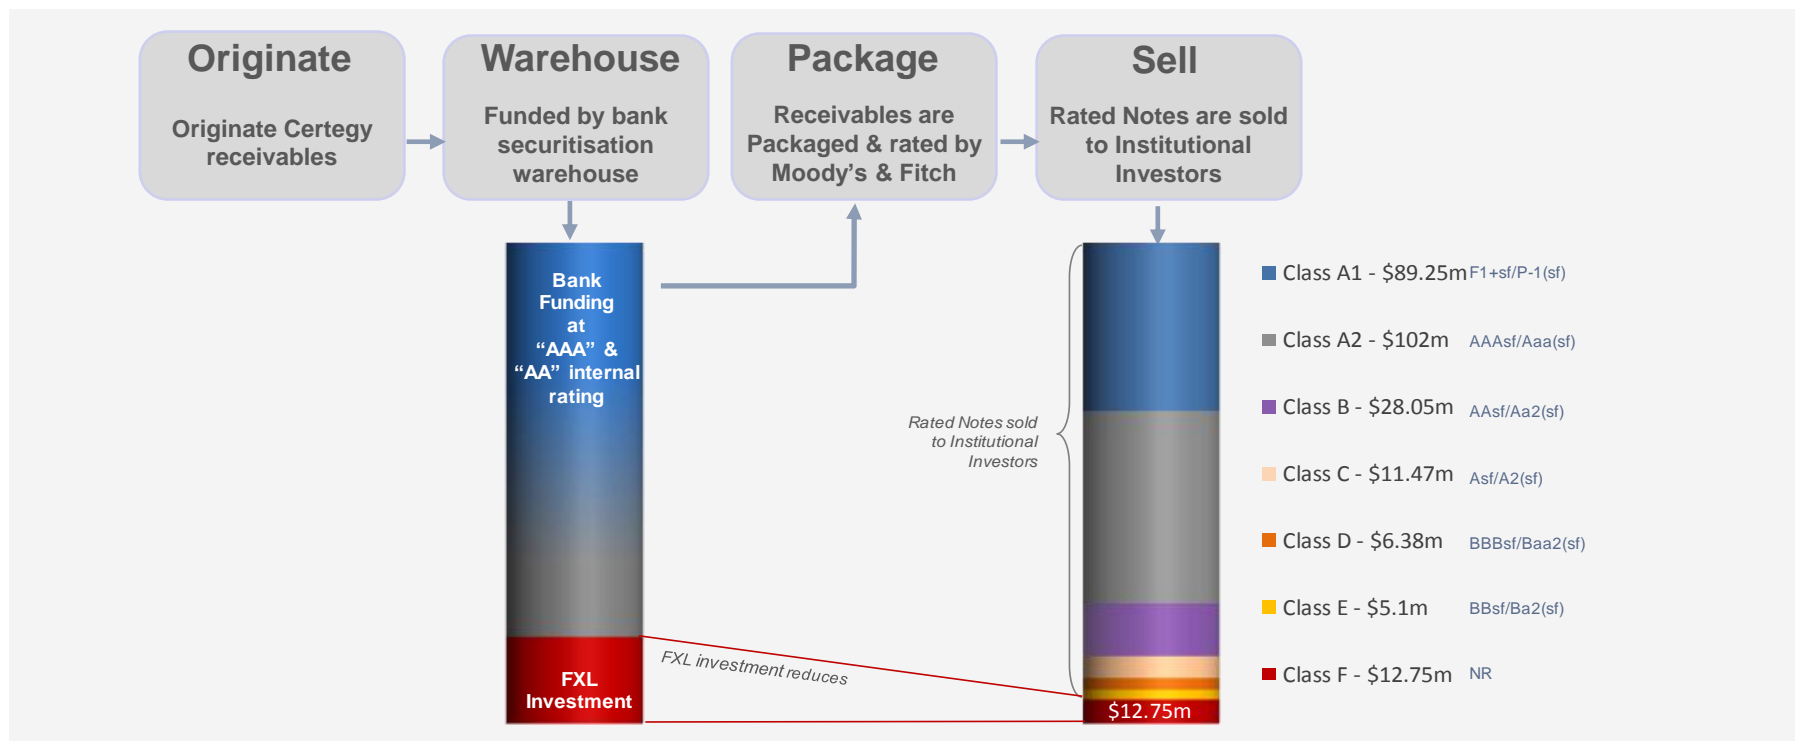 Originate
Originate Certegy
receivables
Warehouse
Funded by bank
securitisation
warehouse
Package
Receivables are
Packaged & rated by
Moody’s & Fitch
Sell
Rated Notes are sold
to Institutional
Investors
Bank
Funding
at
“AAA” &
“AA” internal
rating
FXL
Investment
FXL investment reduces
Rated Notes sold
to Institutional
Investors
$12.75m
Class A1 - $89.25m F1+sf/P-1(sf)
Class A2 - $102m AAAsf/Aaa(sf)
Class B - $28.05m AAsf/Aa2(sf)
Class C - $11.47m Asf/A2(sf)
Class D - $6.38m BBBsf/Baa2(sf)
Class E - $5.1m BBsf/Ba2(sf)
Class F - $12.75m NR